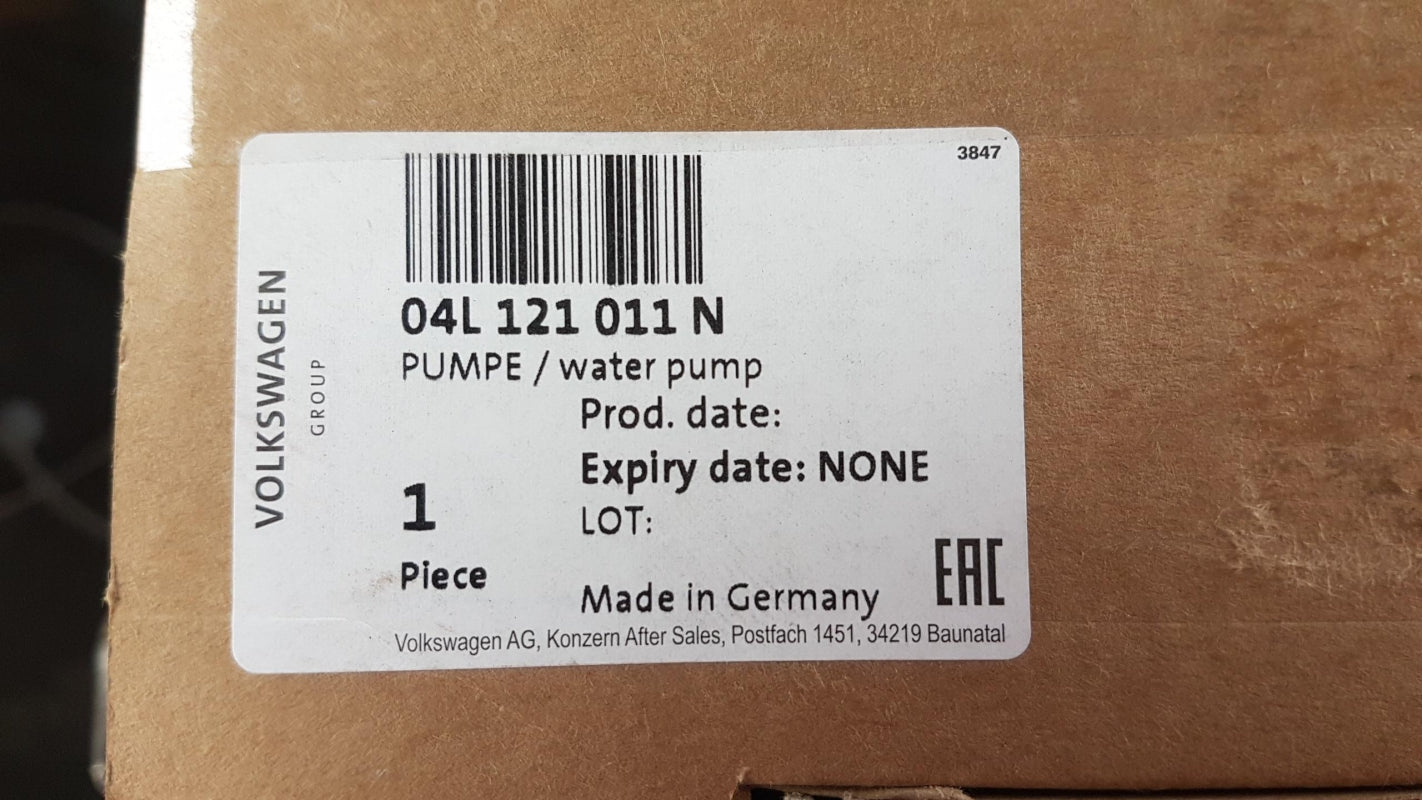 3847
VOLKSWAGEN
GROUP
04L 121 011 N
PUMPE / water pump
Prod. date:
Expiry date: NONE
1
LOT:
Piece
Made in Germany
EAC
Volkswagen AG, Konzern After Sales, Postfach 1451, 34219 Baunatal